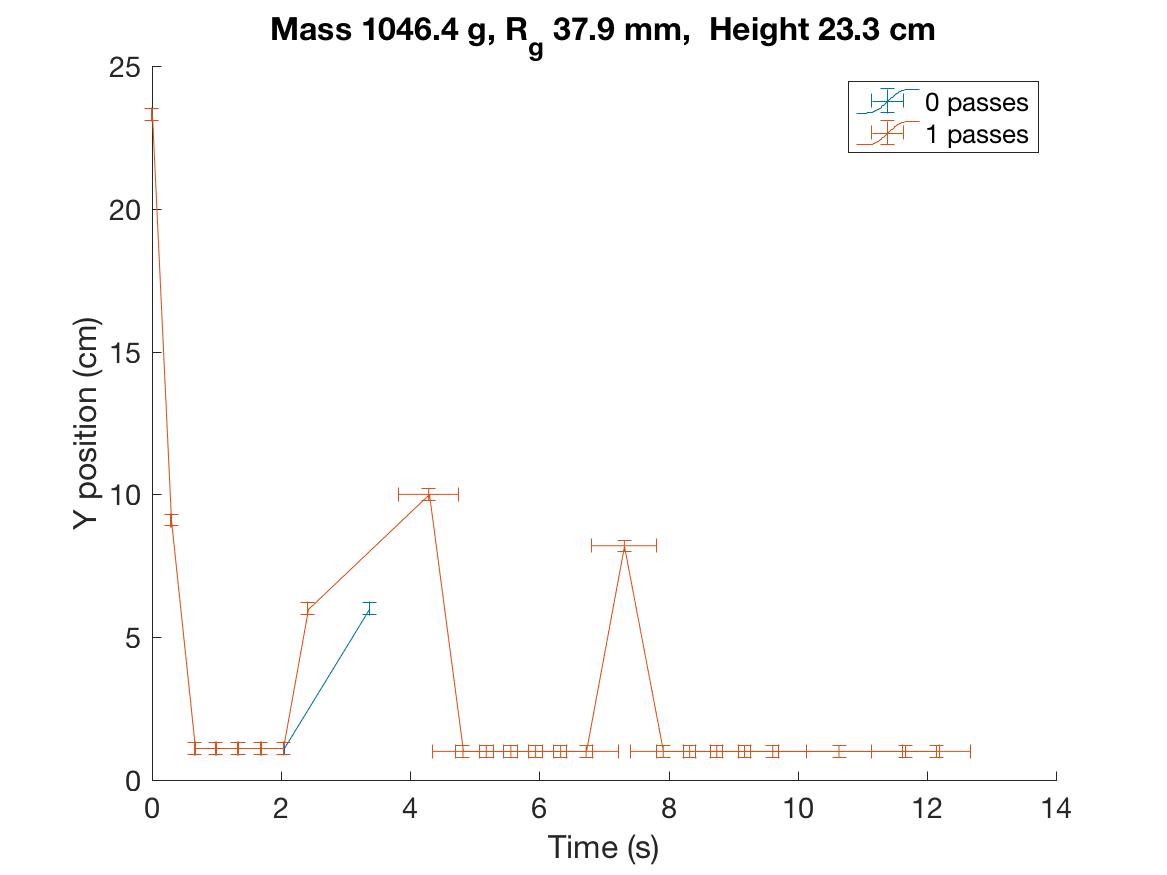 Mass 1046.4 g, Rg 37.9 mm,  Height 23.3 cm
25
20
15
10
5
0
Y position (cm)
0 passes
1 passes
0 2 4 6 8 10 12 14
Time (s)